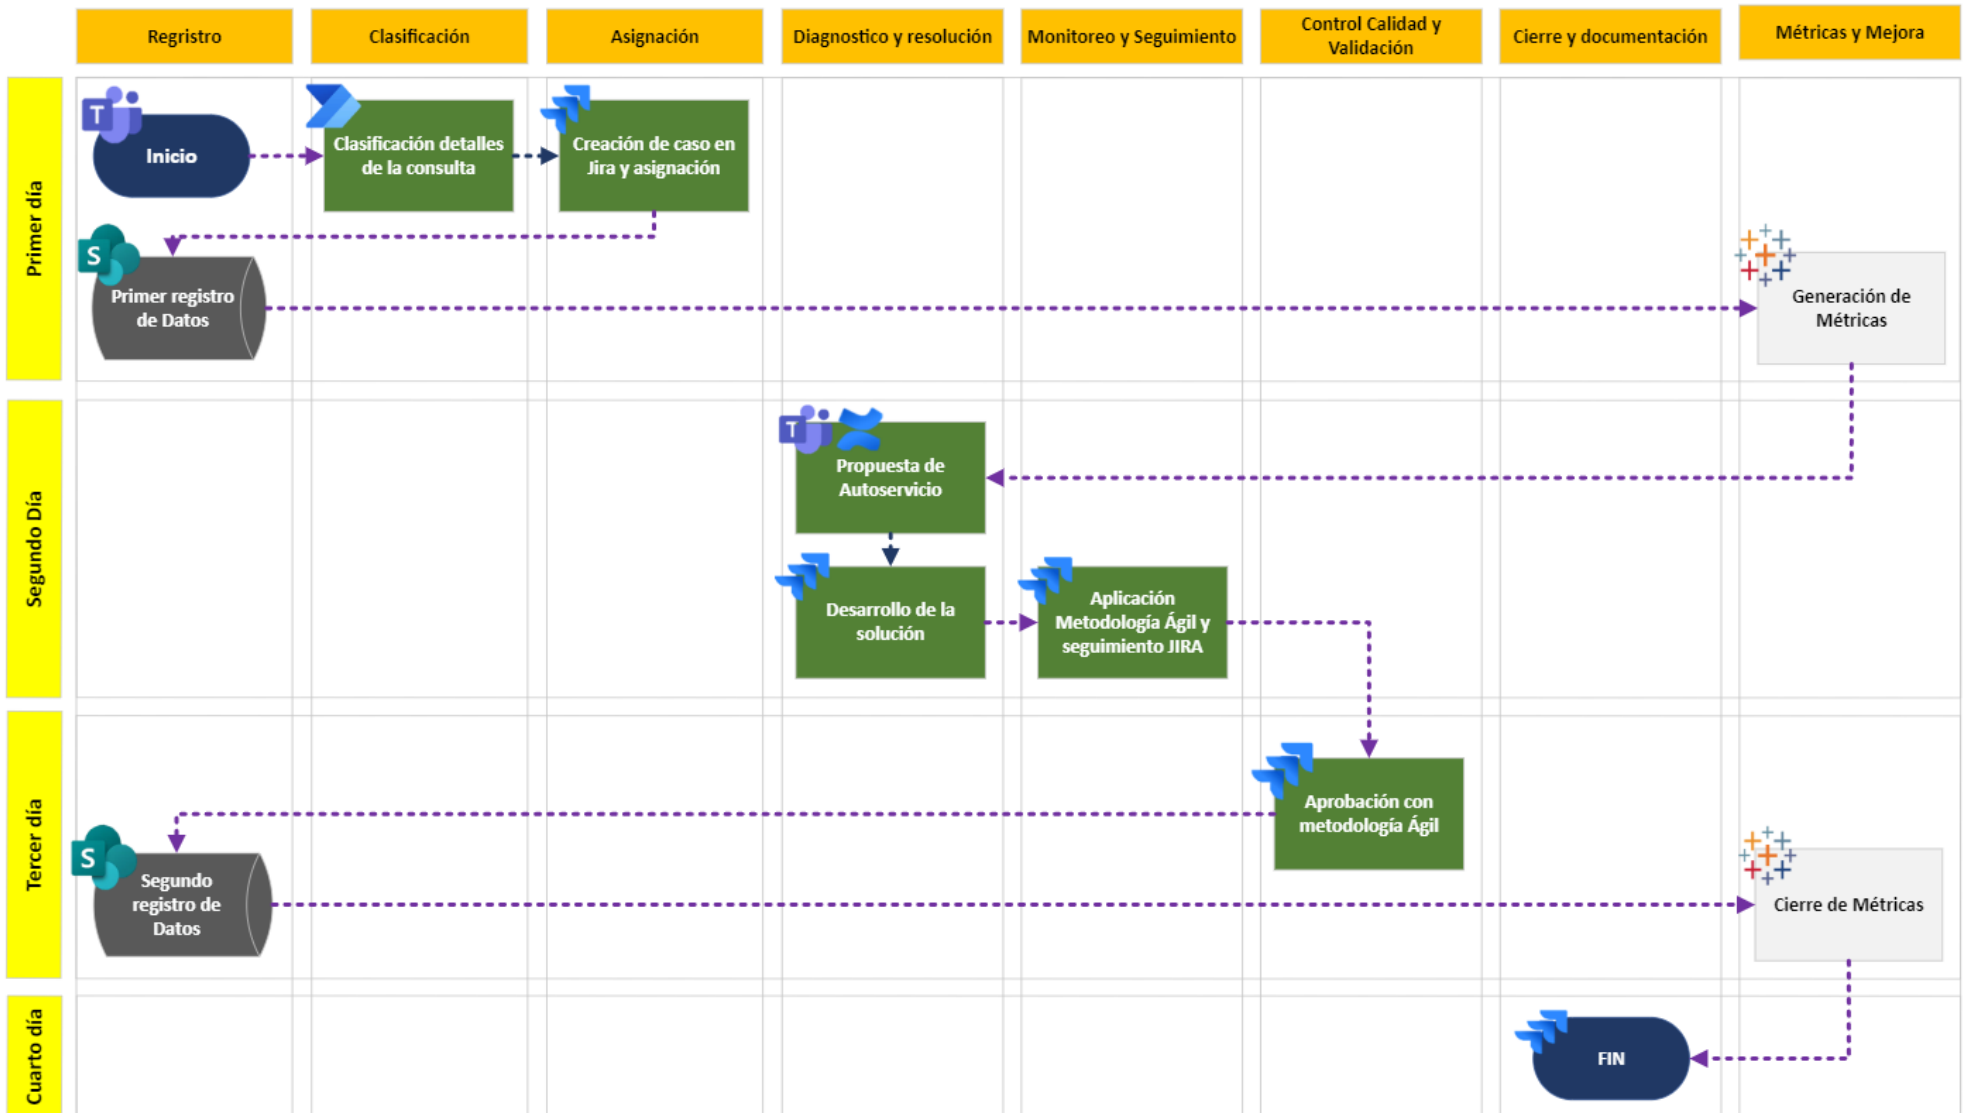 Regristro
Clasificación
Asignación
Diagnostico y resolución
Monitoreo y Seguimiento
Control Calidad y
Validación
Cierre y documentación
Métricas y Mejora
Primer día
T
Inicio
Clasificación detalles
de la consulta
Creación de caso en
Jira y asignación
S
Primer registro
de Datos
Generación de
Métricas
Segundo Día
T
Propuesta de
Autoservicio
Desarrollo de la
solución
Aplicación
Metodología Ágil y
seguimiento JIRA
Tercer día
Aprobación con
metodología Ágil
S
Segundo
registro de
Datos
Cierre de Métricas
Cuarto día
FIN